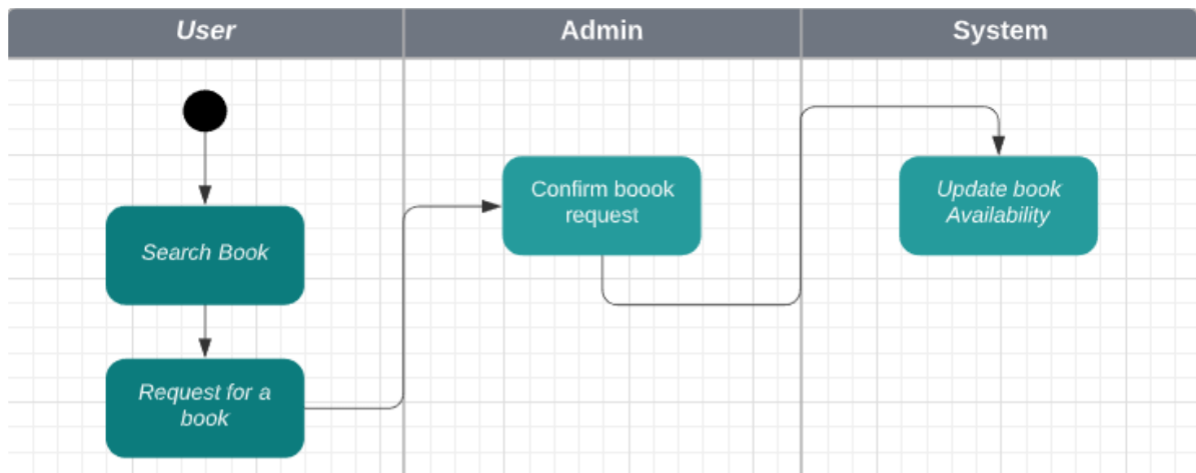 User
Admin
System
Search Book
Request for a
book
Confirm boook
request
Update book
Availability